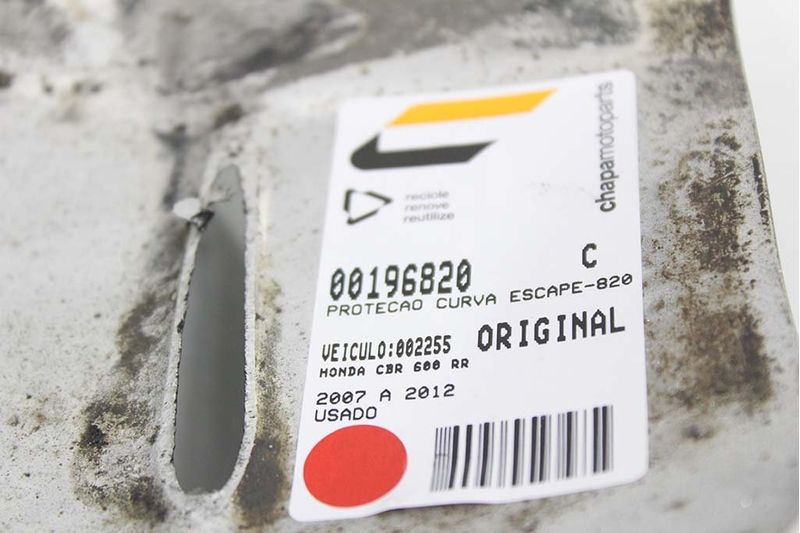 chapamotoparts
recicle
renove
reutilize
00196820 C
PROTECAO CURVA ESCAPE-820
VEICULO:002255 ORIGINAL
HONDA CBR 600 RR
2007 A 2012
USADO